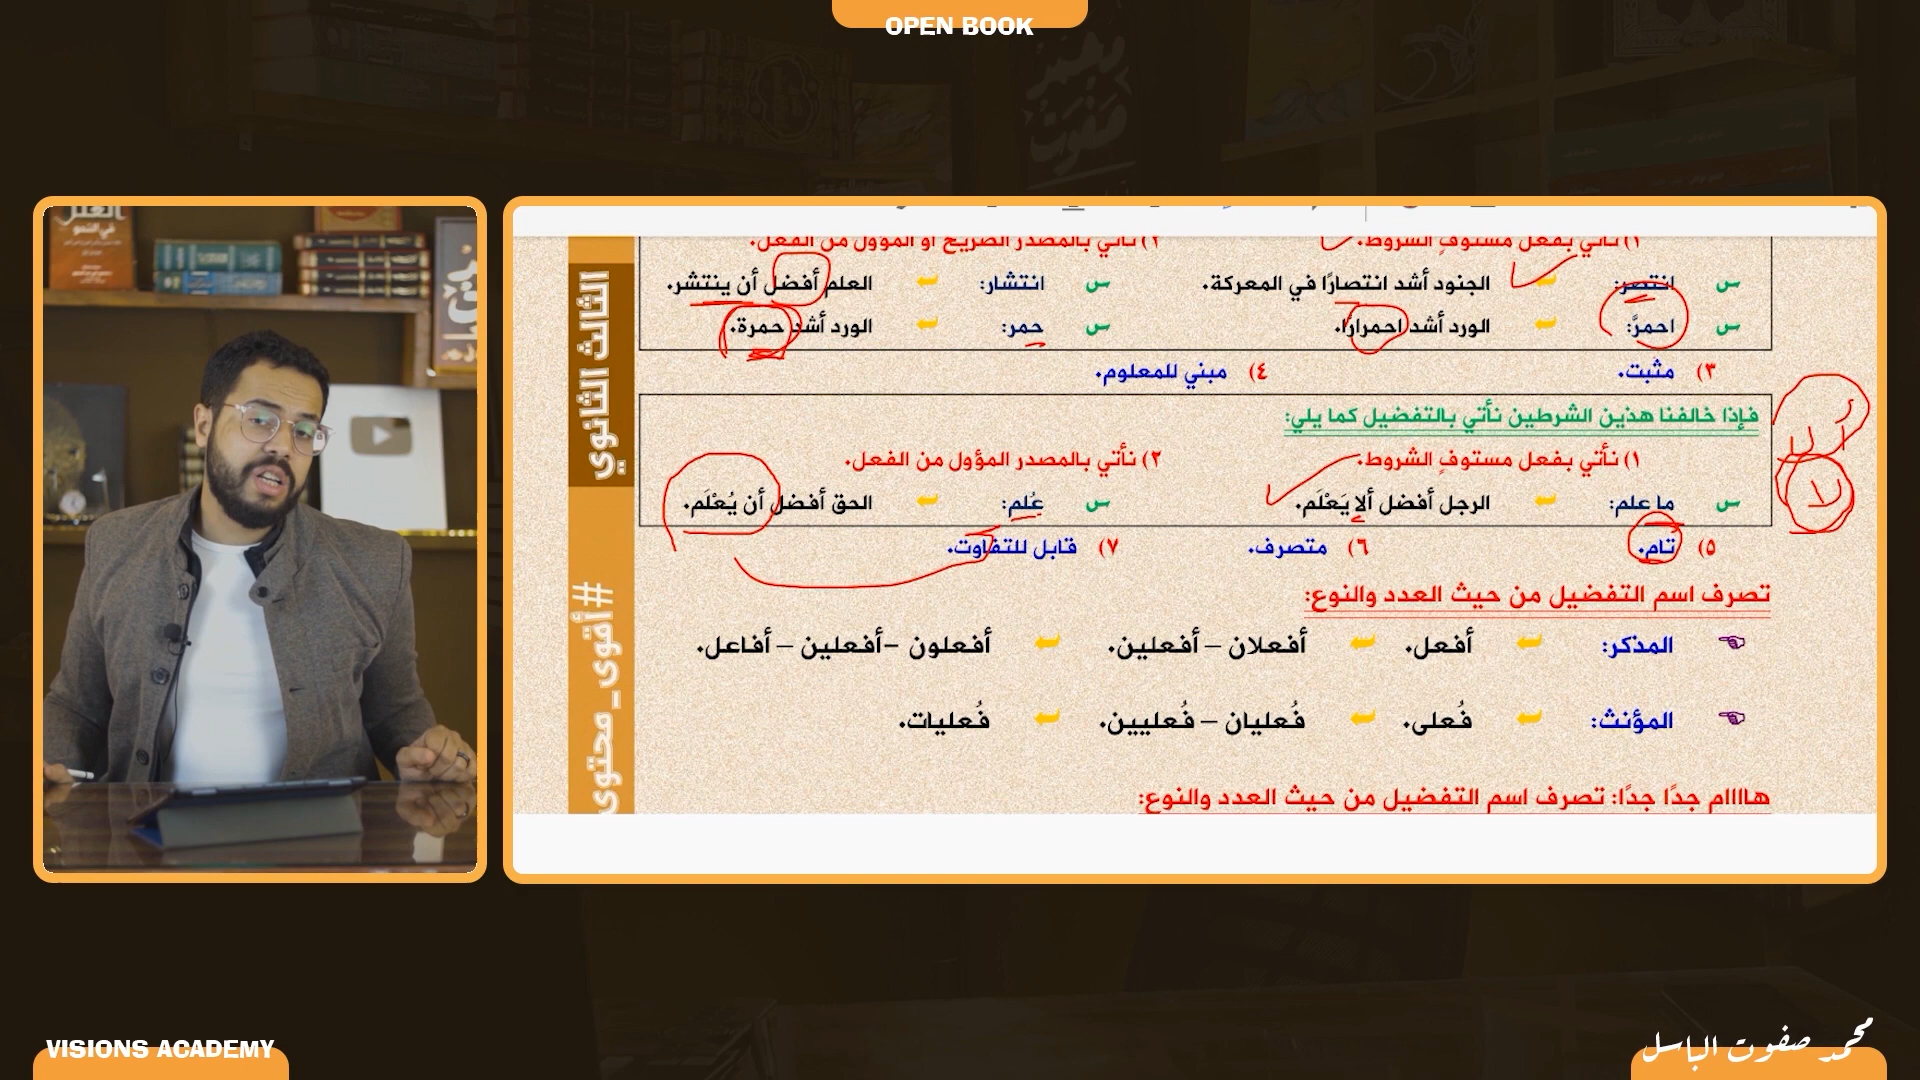 OPEN BOOK
١) نأتي بفعل مستوفٍ الشروط. ٢) نأتي بالمصدر الصريح أو المؤول من الفعل.
س انتصر: الجنود أشد انتصارًا في المعركة. س انتشار: العلم أفضل أن ينتشر.
س احمرَّ: الورد أشد احمرارًا. س حمر: الورد أشد حمرة.
٣) مثبت. ٤) مبني للمعلوم.
فإذا خالفنا هذين الشرطين نأتي بالتفضيل كما يلي:
١) نأتي بفعل مستوفٍ الشروط. ٢) نأتي بالمصدر المؤول من الفعل.
س ما علم: الرجل أفضل ألا يَعْلَم. س عُلم: الحق أفضل أن يُعْلَم.
٥) تام. ٦) متصرف. ٧) قابل للتفاوت.
تصرف اسم التفضيل من حيث العدد والنوع:
المذكر: أفعل. أفعلان – أفعلين. أفعلون –أفعلين – أفاعل.
المؤنث: فُعلى. فُعليان – فُعليين. فُعليات.
هاااام جدًا جدًا: تصرف اسم التفضيل من حيث العدد والنوع:
الثالث الثانوي
#أقوى_محتوى
في النحو
VISIONS ACADEMY
محمد صفوت الباسل